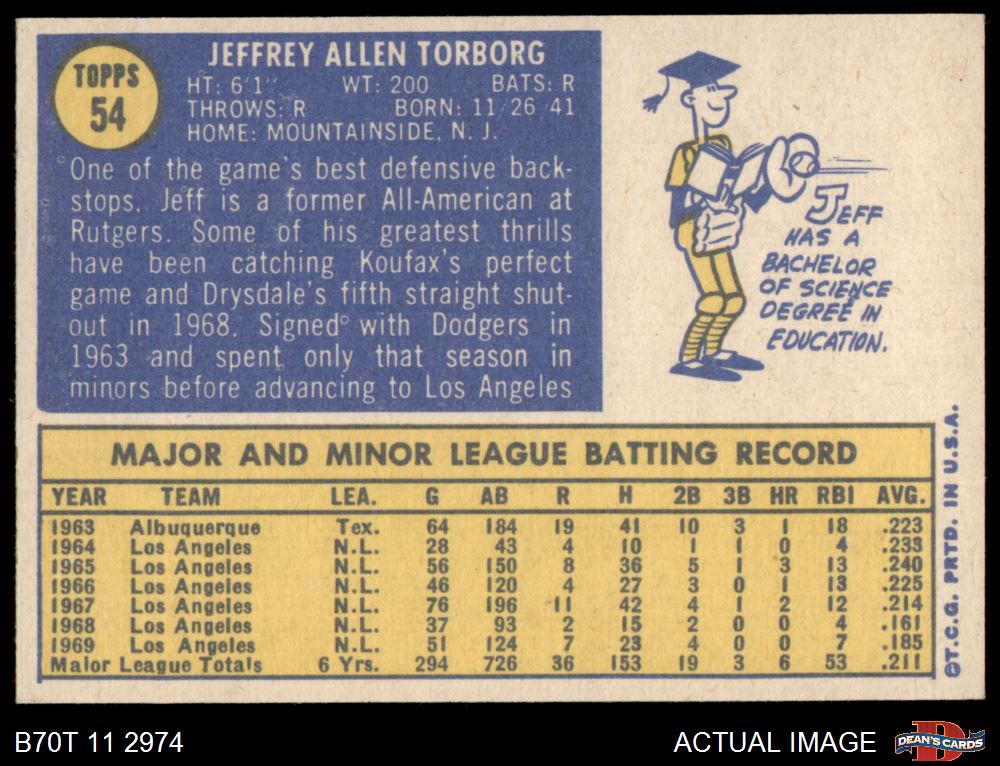 TOPPS
54
JEFFREY ALLEN TORBORG
HT: 6'1" WT: 200 BATS: R
THROWS: R BORN: 11/26/41
HOME: MOUNTAINSIDE, N. J.
One of the game's best defensive back-
stops. Jeff is a former All-American at
Rutgers. Some of his greatest thrills
have been catching Koufax's perfect
game and Drysdale's fifth straight shut-
out in 1968. Signed with Dodgers in
1963 and spent only that season in
minors before advancing to Los Angeles
JEFF
HAS A
BACHELOR
OF SCIENCE
DEGREE IN
EDUCATION.
MAJOR AND MINOR LEAGUE BATTING RECORD
YEAR TEAM LEA. G AB R H 2B 3B HR RBI AVG.
1963 Albuquerque Tex. 64 184 19 41 10 3 1 18 .223
1964 Los Angeles N.L. 28 43 4 10 1 1 0 4 .233
1965 Los Angeles N.L. 56 150 8 36 5 1 3 13 .240
1966 Los Angeles N.L. 46 120 4 27 3 0 1 13 .225
1967 Los Angeles N.L. 76 196 11 42 4 1 2 12 .214
1968 Los Angeles N.L. 37 93 2 15 2 0 0 4 .161
1969 Los Angeles N.L. 51 124 7 23 4 0 0 7 .185
Major League Totals 6 Yrs. 294 726 36 153 19 3 6 53 .211
©T.C.G. PRTD. IN U.S.A.
B70T 11 2974
ACTUAL IMAGE
DEAN'S CARDS